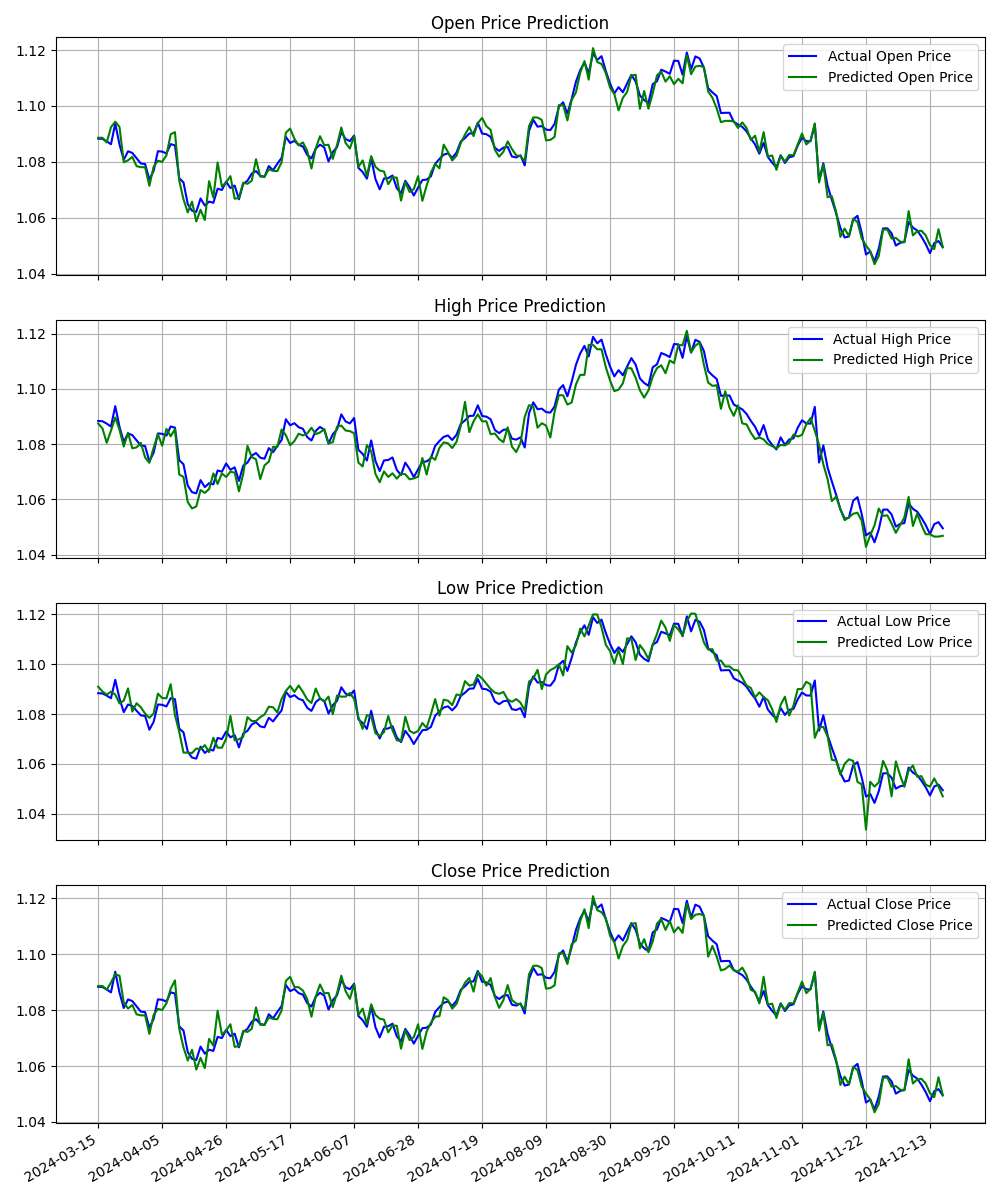 Open Price Prediction
1.12
1.10
1.08
1.06
1.04
Actual Open Price
Predicted Open Price
High Price Prediction
1.12
1.10
1.08
1.06
1.04
Actual High Price
Predicted High Price
Low Price Prediction
1.12
1.10
1.08
1.06
1.04
Actual Low Price
Predicted Low Price
Close Price Prediction
1.12
1.10
1.08
1.06
1.04
Actual Close Price
Predicted Close Price
2024-03-15
2024-04-05
2024-04-26
2024-05-17
2024-06-07
2024-06-28
2024-07-19
2024-08-09
2024-08-30
2024-09-20
2024-10-11
2024-11-01
2024-11-22
2024-12-13